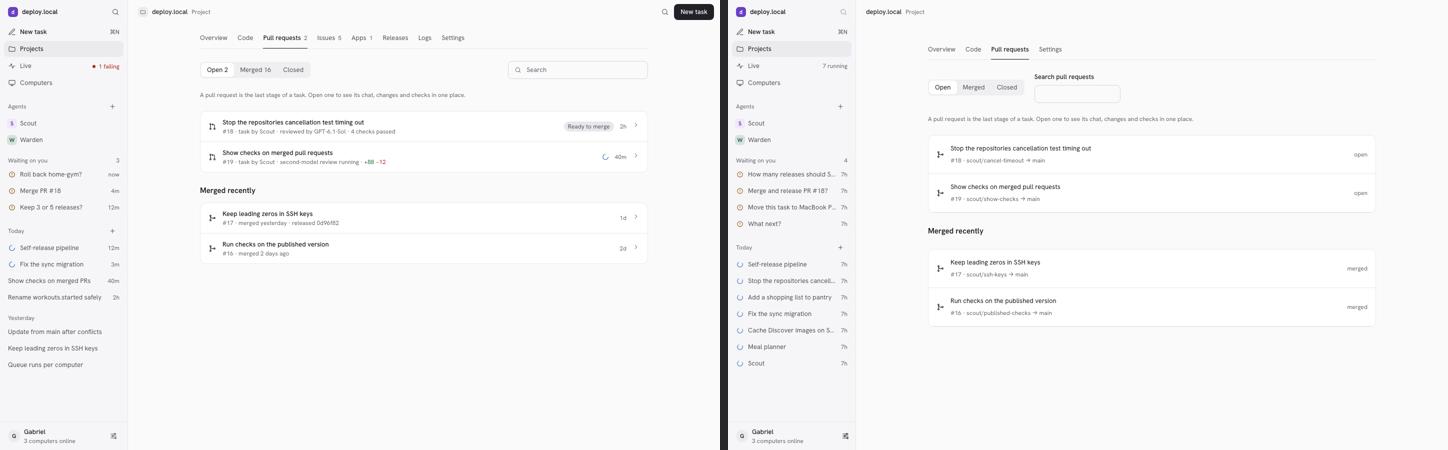 deploy.local
New task ⌘N
Projects
Live 1 failing
Computers
Agents
S Scout
W Warden
Waiting on you 3
Roll back home-gym? now
Merge PR #18 4m
Keep 3 or 5 releases? 12m
Today
Self-release pipeline 12m
Fix the sync migration 3m
Show checks on merged PRs 40m
Rename workouts.started safely 2h
Yesterday
Update from main after conflicts
Keep leading zeros in SSH keys
Queue runs per computer
G Gabriel
3 computers online
deploy.local Project
New task
Overview Code Pull requests 2 Issues 5 Apps 1 Releases Logs Settings
Open 2 Merged 16 Closed
Search
A pull request is the last stage of a task. Open one to see its chat, changes and checks in one place.
Stop the repositories cancellation test timing out
#18 · task by Scout · reviewed by GPT-6.1-Sol · 4 checks passed
Ready to merge 2h
Show checks on merged pull requests
#19 · task by Scout · second-model review running · +88 −12
40m
Merged recently
Keep leading zeros in SSH keys
#17 · merged yesterday · released 0d96f82
1d
Run checks on the published version
#16 · merged 2 days ago
2d
deploy.local
New task ⌘N
Projects
Live 7 running
Computers
Agents
S Scout
W Warden
Waiting on you 4
How many releases should S... 7h
Merge and release PR #18? 7h
Move this task to MacBook P... 7h
What next? 7h
Today
Self-release pipeline 7h
Stop the repositories cancell... 7h
Add a shopping list to pantry 7h
Fix the sync migration 7h
Cache Discover images on S... 7h
Meal planner 7h
Scout 7h
G Gabriel
3 computers online
deploy.local Project
Overview Code Pull requests Settings
Open Merged Closed
Search pull requests
A pull request is the last stage of a task. Open one to see its chat, changes and checks in one place.
Stop the repositories cancellation test timing out
#18 · scout/cancel-timeout → main
open
Show checks on merged pull requests
#19 · scout/show-checks → main
open
Merged recently
Keep leading zeros in SSH keys
#17 · scout/ssh-keys → main
merged
Run checks on the published version
#16 · scout/published-checks → main
merged